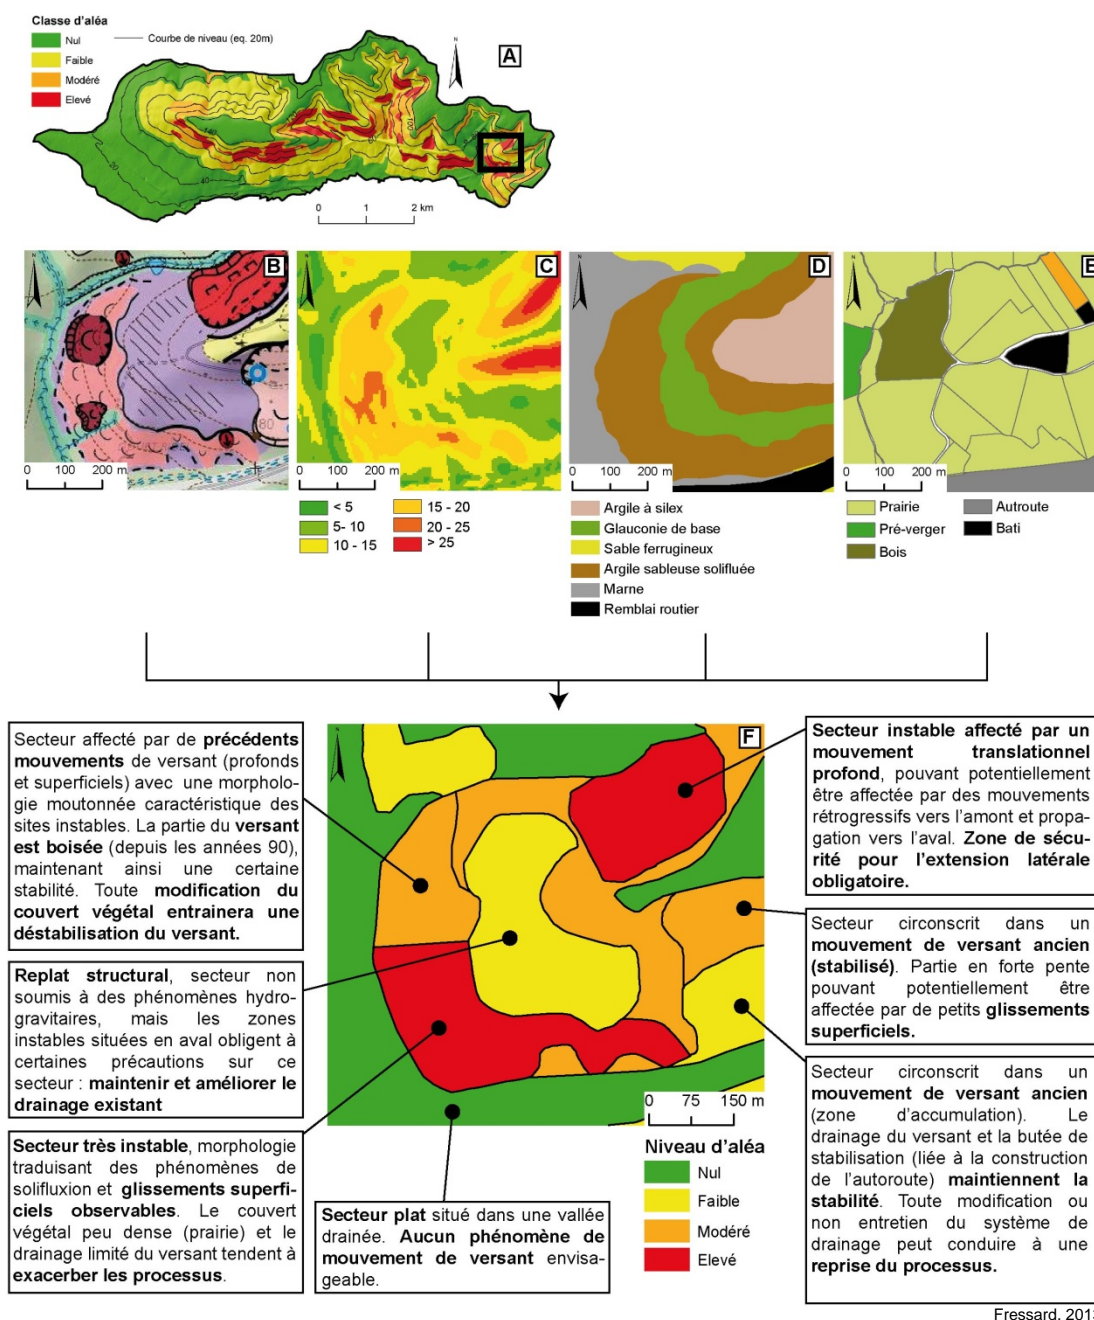 Classe d'aléa
Nul
Courbe de niveau (eq. 20m)
Faible
Modéré
Elevé
N
A
140
100
20
40
0 1 2 km
B
C
D
E
80
0 100 200 m
0 100 200 m
0 100 200 m
0 100 200 m
< 5
5- 10
10 - 15
15 - 20
20 - 25
> 25
Argile à silex
Glauconie de base
Sable ferrugineux
Argile sableuse solifluée
Marne
Remblai routier
Prairie
Pré-verger
Bois
Autroute
Bati
Secteur affecté par de précédents
mouvements de versant (profonds
et superficiels) avec une morpholo-
gie moutonnée caractéristique des
sites instables. La partie du versant
est boisée (depuis les années 90),
maintenant ainsi une certaine
stabilité. Toute modification du
couvert végétal entrainera une
déstabilisation du versant.
Replat structural, secteur non
soumis à des phénomènes hydro-
gravitaires, mais les zones
instables situées en aval obligent à
certaines précautions sur ce
secteur : maintenir et améliorer le
drainage existant
Secteur très instable, morphologie
traduisant des phénomènes de
solifluxion et glissements superfi-
ciels observables. Le couvert
végétal peu dense (prairie) et le
drainage limité du versant tendent à
exacerber les processus.
F
0 75 150 m
Niveau d'aléa
Nul
Faible
Modéré
Elevé
Secteur plat situé dans une vallée
drainée. Aucun phénomène de
mouvement de versant envisa-
geable.
Secteur instable affecté par un
mouvement translationnel
profond, pouvant potentiellement
être affectée par des mouvements
rétrogressifs vers l'amont et propa-
gation vers l'aval. Zone de sécu-
rité pour l'extension latérale
obligatoire.
Secteur circonscrit dans un
mouvement de versant ancien
(stabilisé). Partie en forte pente
pouvant potentiellement être
affectée par de petits glissements
superficiels.
Secteur circonscrit dans un
mouvement de versant ancien
(zone d'accumulation). Le
drainage du versant et la butée de
stabilisation (liée à la construction
de l'autoroute) maintiennent la
stabilité. Toute modification ou
non entretien du système de
drainage peut conduire à une
reprise du processus.
Fressard, 2013